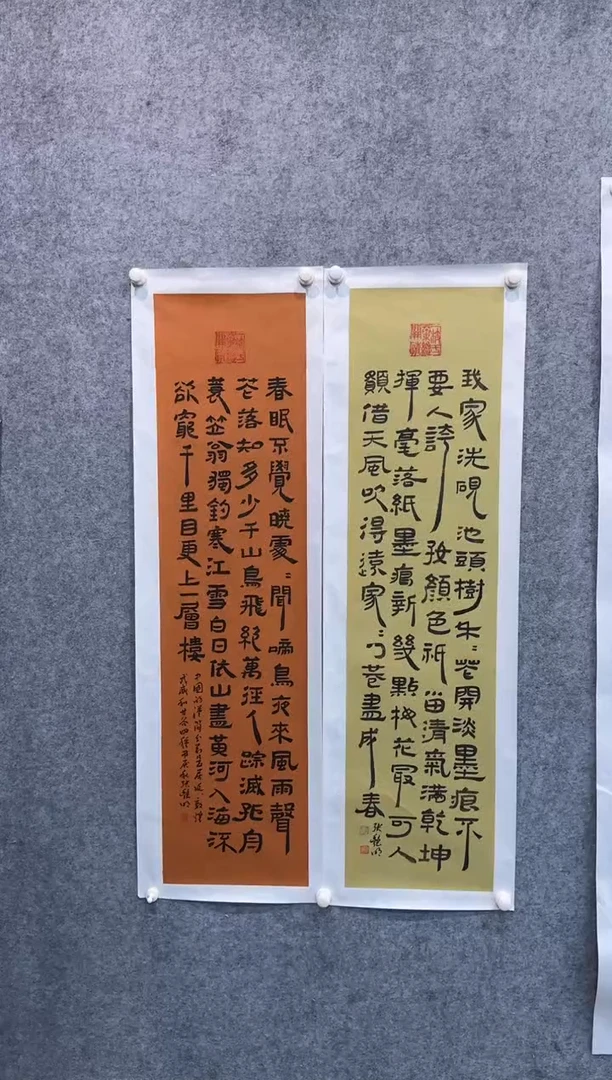 我家洗硯池頭樹朵〻花開淡墨痕不
要人誇好顏色祇留清氣滿乾坤
揮毫落紙墨痕新幾點梅花最可人
願借天風吹得遠家〻門巷盡成春
春眠不覺曉處〻聞啼鳥夜來風雨聲
花落知多少千山鳥飛絕萬徑人踪滅孤舟
蓑笠翁獨釣寒江雪白日依山盡黃河入海流
欲窮千里目更上一層樓